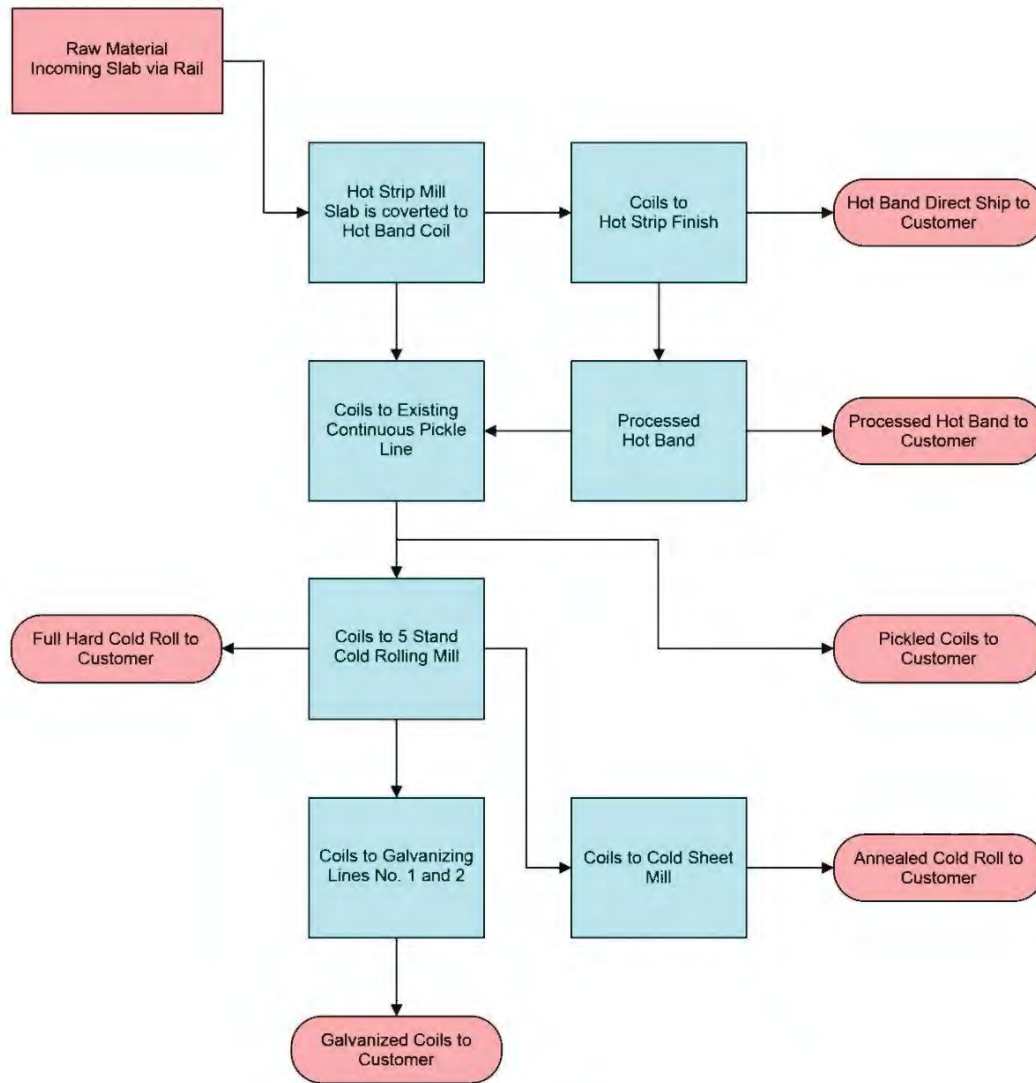 Raw Material
Incoming Slab via Rail
Hot Strip Mill
Slab is coverted to
Hot Band Coil
Coils to
Hot Strip Finish
Hot Band Direct Ship to
Customer
Coils to Existing
Continuous Pickle
Line
Processed
Hot Band
Processed Hot Band to
Customer
Full Hard Cold Roll to
Customer
Coils to 5 Stand
Cold Rolling Mill
Pickled Coils to
Customer
Coils to Galvanizing
Lines No. 1 and 2
Coils to Cold Sheet
Mill
Annealed Cold Roll to
Customer
Galvanized Coils to
Customer